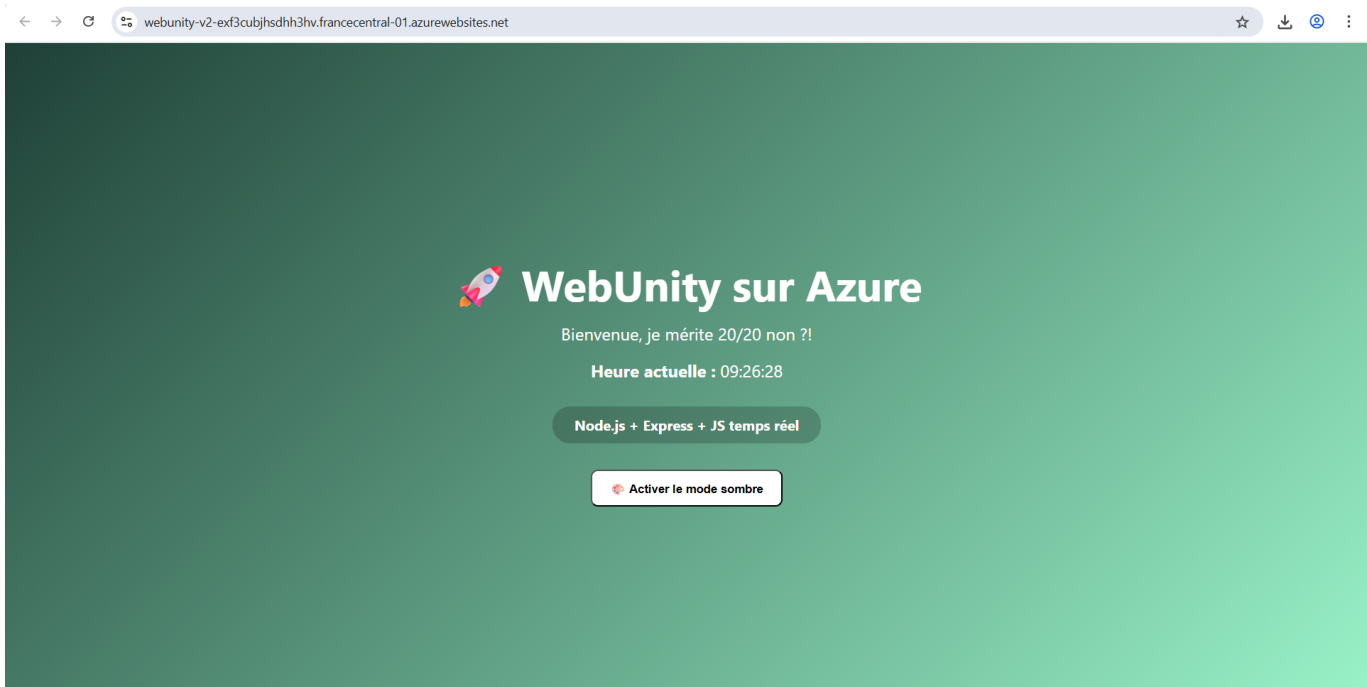 webunity-v2-exf3cubjhsdhh3hv.francecentral-01.azurewebsites.net
🚀 WebUnity sur Azure
Bienvenue, je mérite 20/20 non ?!
Heure actuelle : 09:26:28
Node.js + Express + JS temps réel
🎨 Activer le mode sombre